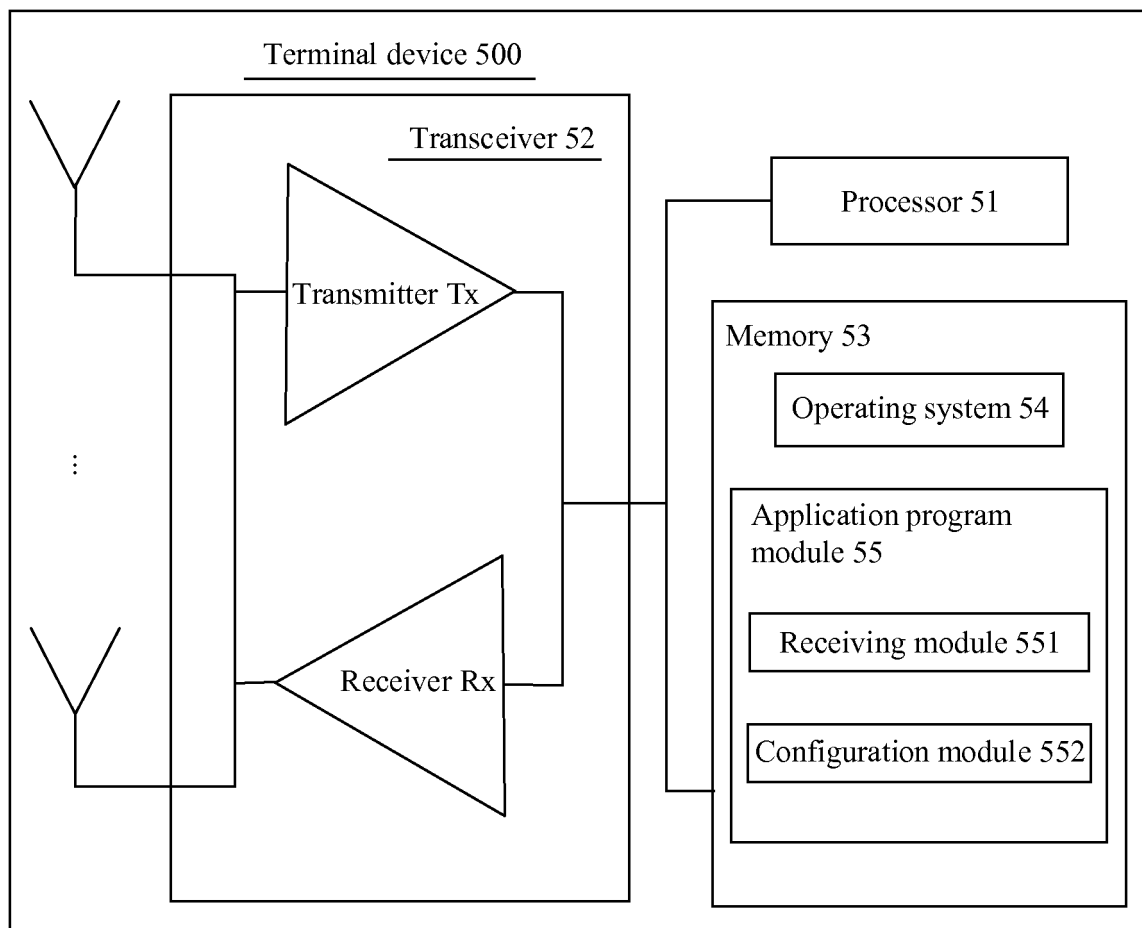 Terminal device 500
Transceiver 52
Transmitter Tx
Receiver Rx
Processor 51
Memory 53
Operating system 54
Application program
module 55
Receiving module 551
Configuration module 552